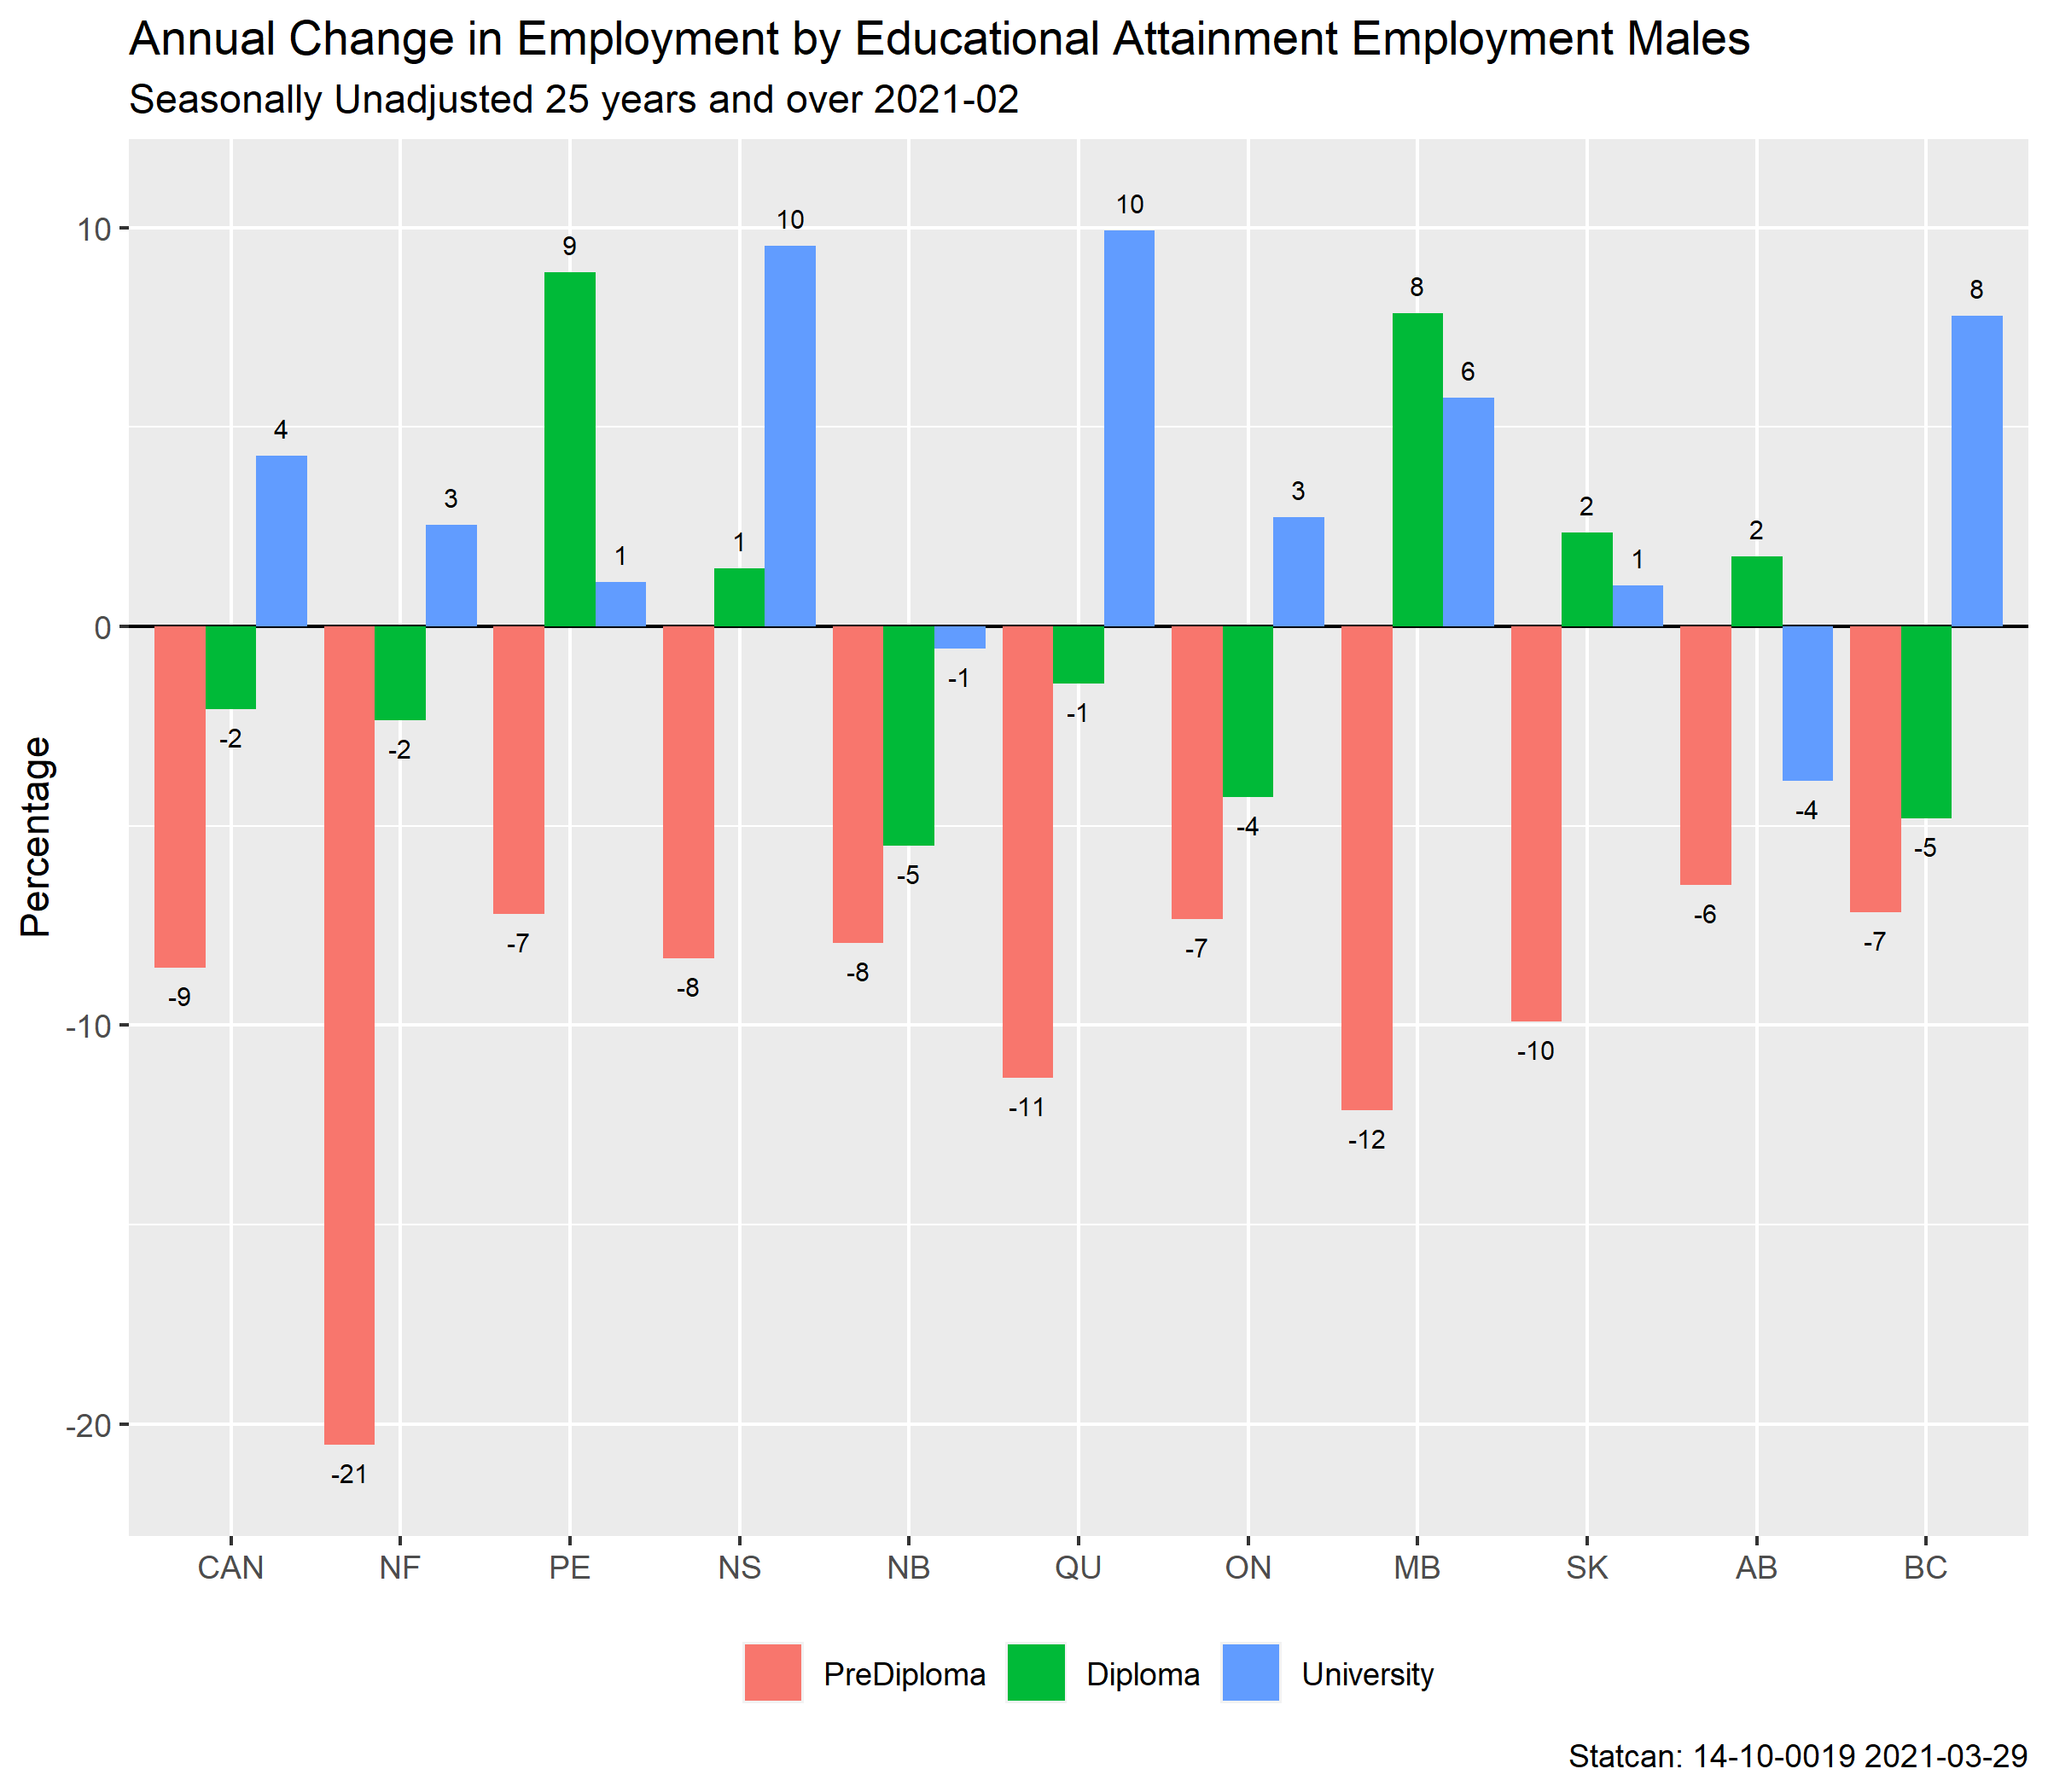 Annual Change in Employment by Educational Attainment Employment Males
Seasonally Unadjusted 25 years and over 2021-02
Percentage
10
0
-10
-20
-9 -2 4
-21 -2 3
-7 9 1
-8 1 10
-8 -5 -1
-11 -1 10
-7 -4 3
-12 8 6
-10 2 1
-6 2 -4
-7 -5 8
CAN NF PE NS NB QU ON MB SK AB BC
PreDiploma Diploma University
Statcan: 14-10-0019 2021-03-29